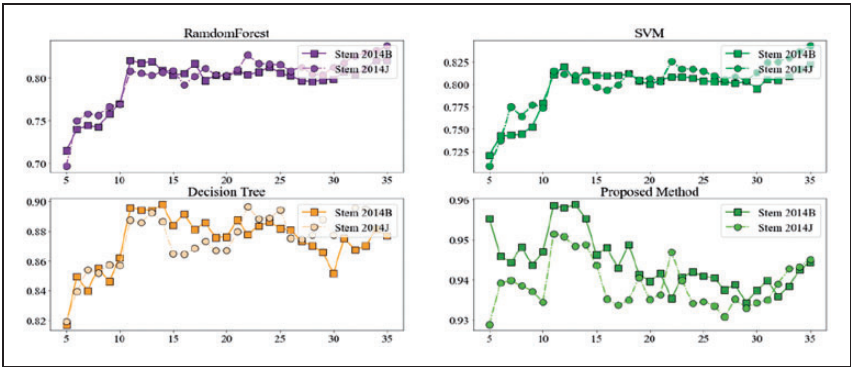 RamdomForest
SVM
0.80
0.75
0.70
Stem 2014B
Stem 2014J
5 10 15 20 25 30 35
0.825
0.800
0.775
0.750
0.725
Stem 2014B
Stem 2014J
5 10 15 20 25 30 35
Decision Tree
Proposed Method
0.90
0.88
0.86
0.84
0.82
Stem 2014B
Stem 2014J
5 10 15 20 25 30 35
0.96
0.95
0.94
0.93
Stem 2014B
Stem 2014J
5 10 15 20 25 30 35